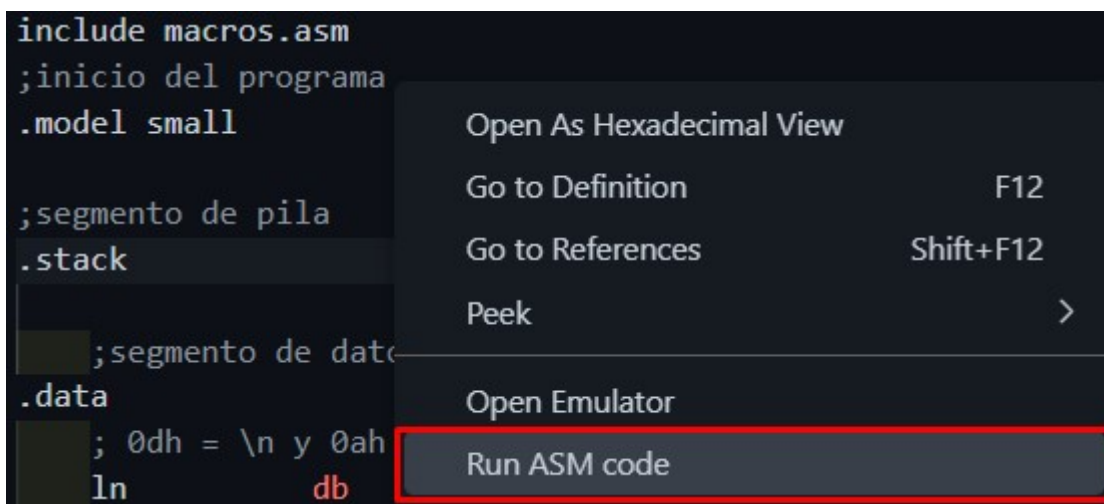 include macros.asm
;inicio del programa
.model small
;segmento de pila
.stack
;segmento de dato
.data
; 0dh = \n y 0ah
ln db
Open As Hexadecimal View
Go to Definition F12
Go to References Shift+F12
Peek
Open Emulator
Run ASM code